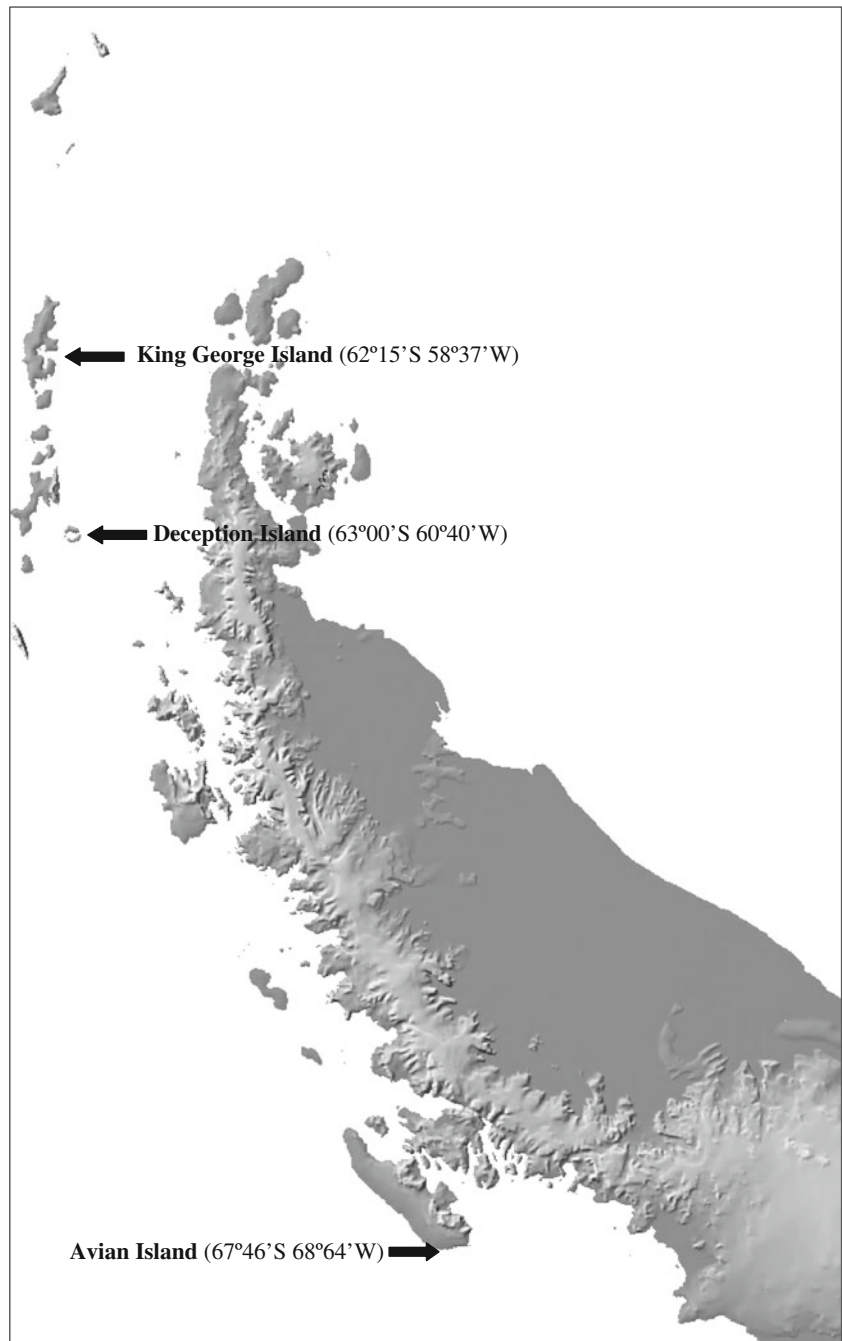 King George Island (62º15’S 58º37’W)
Deception Island (63º00’S 60º40’W)
Avian Island (67º46’S 68º64’W)